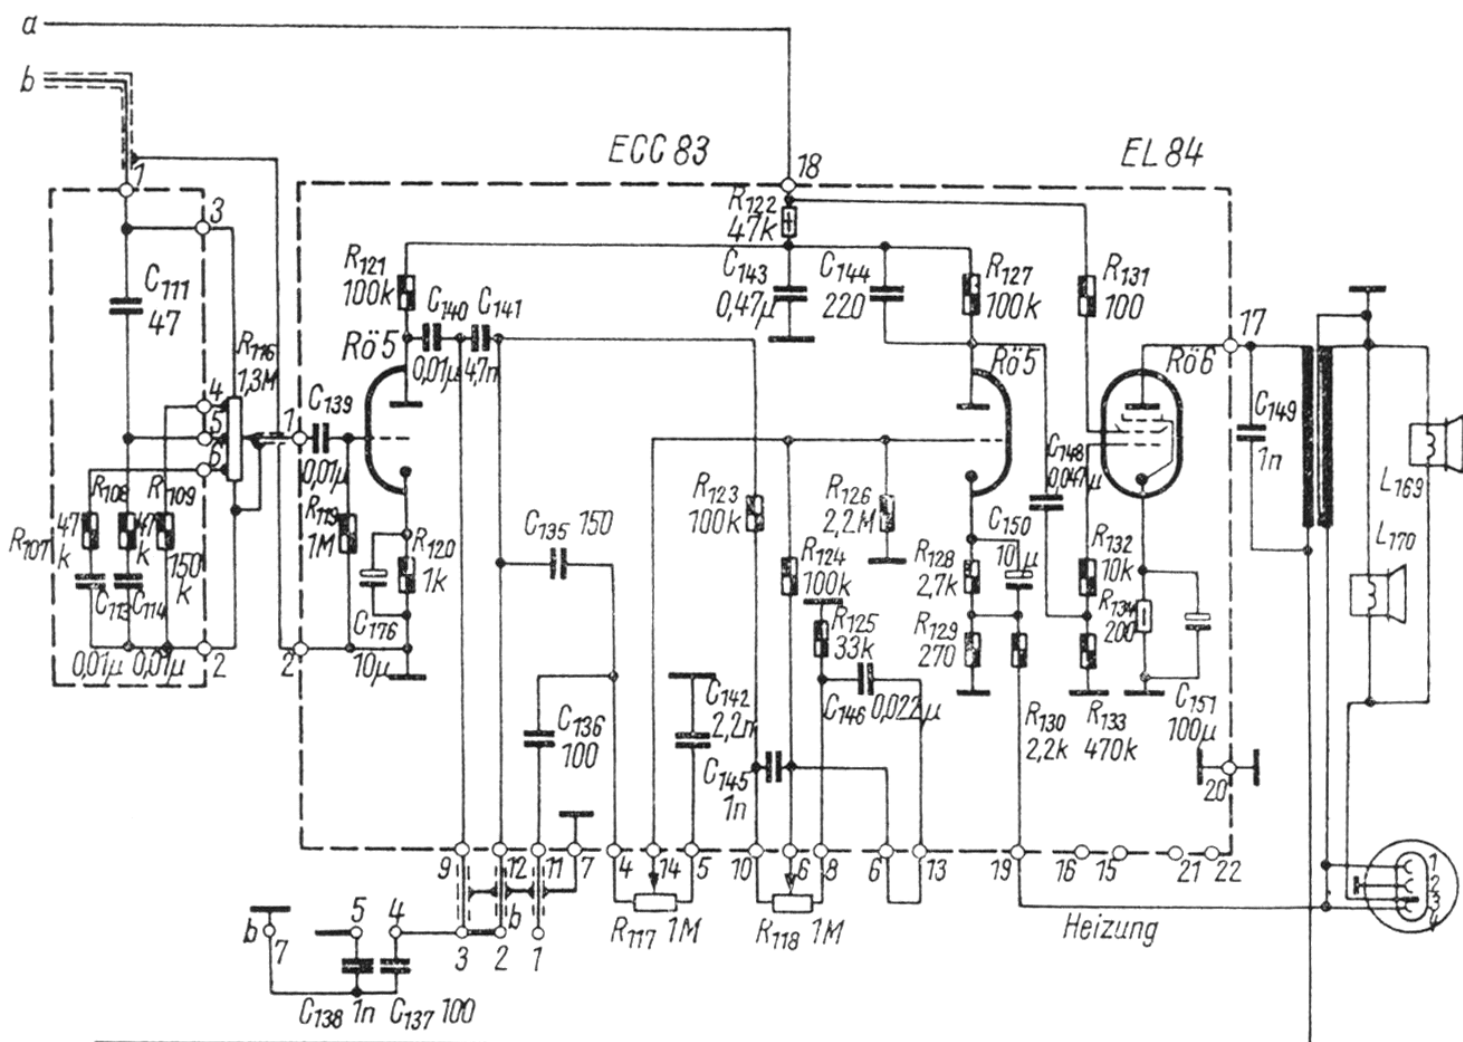 a
b
ECC 83
EL 84
18
1
3
R122
47k
R121
100k
C140
C141
C143
0,47µ
C144
220
R127
100k
R131
100
17
C111
47
Rö5
0,01µ
4,7n
Rö5
Rö6
R116
1,3M
4
5
6
1
C139
0,01µ
C149
1n
C148
0,047µ
L169
R108
R109
R107
47
k
47
k
150
k
R119
1M
R120
1k
C135 150
R123
100k
R126
2,2M
R124
100k
C150
10
µ
R128
2,7k
R132
10k
R134
200
L170
C113
C114
C176
10µ
R125
33k
R129
270
0,01µ
0,01µ
2
2
C142
2,2n
C146
0,022µ
C151
100µ
C136
100
R130
2,2k
R133
470k
C145
1n
20
9
12
11
7
4
14
5
10
6
8
6
13
19
16
15
21
22
1
2
3
4
b
7
5
4
3
2
b
1
R117 1M
R118 1M
Heizung
C138 1n
C137 100